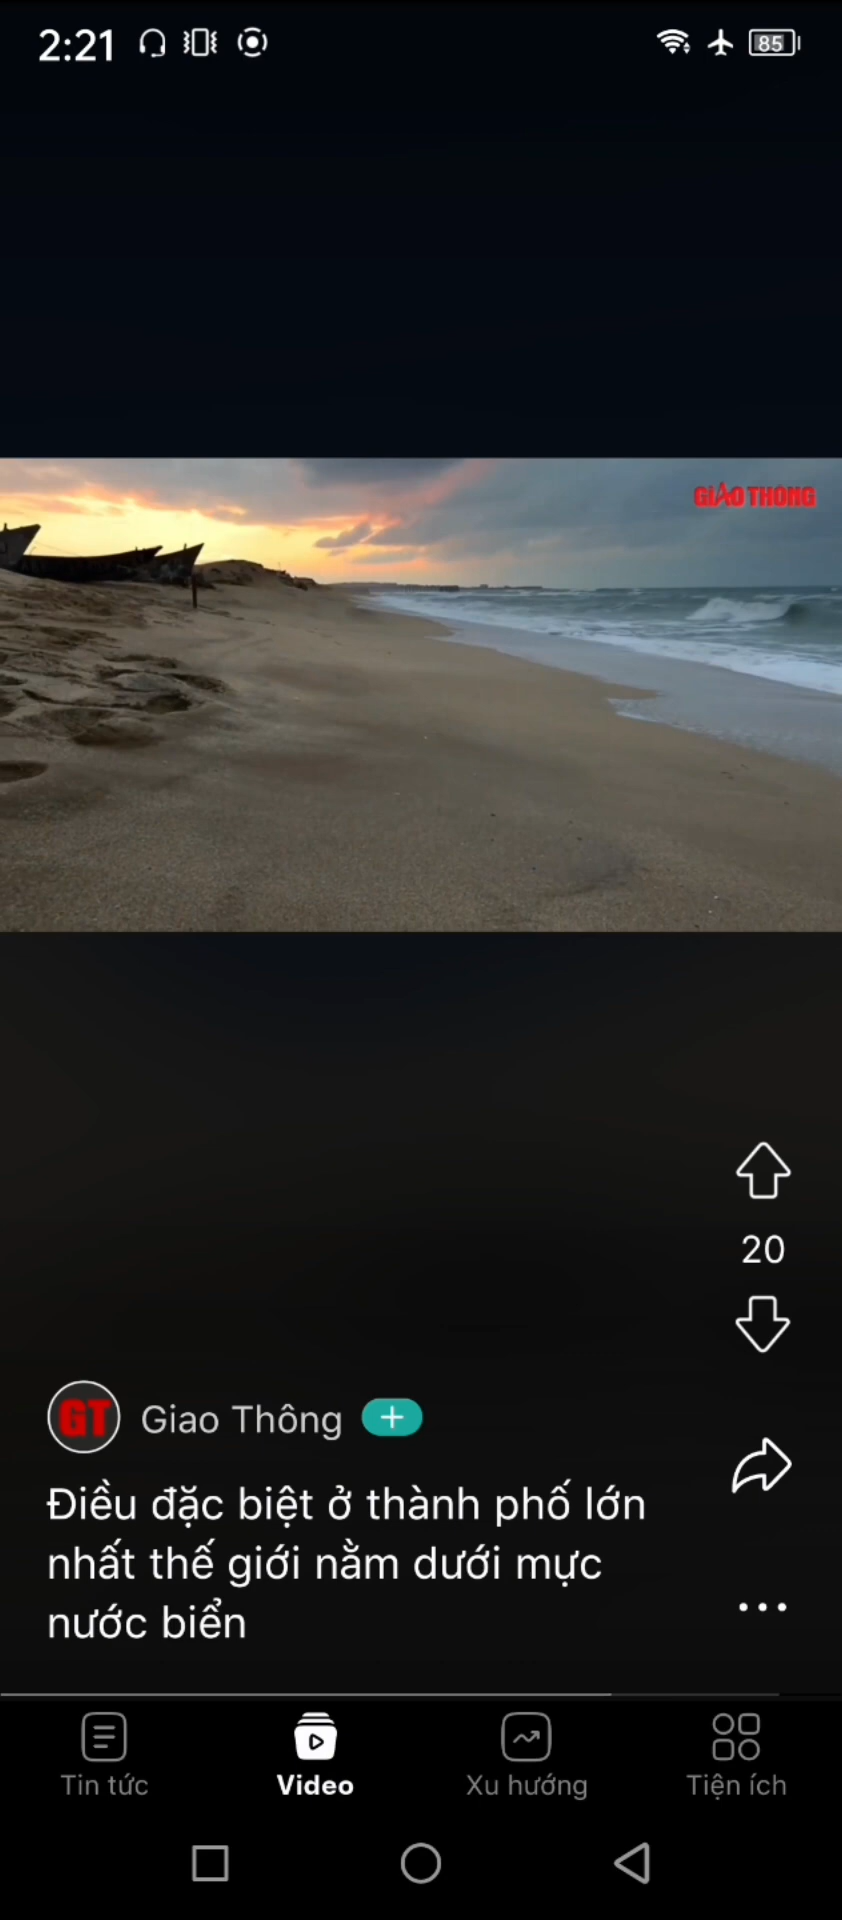 2:21
85
GIAO THÔNG
20
GT
Giao Thông
Điều đặc biệt ở thành phố lớn
nhất thế giới nằm dưới mực
nước biển
Tin tức
Video
Xu hướng
Tiện ích